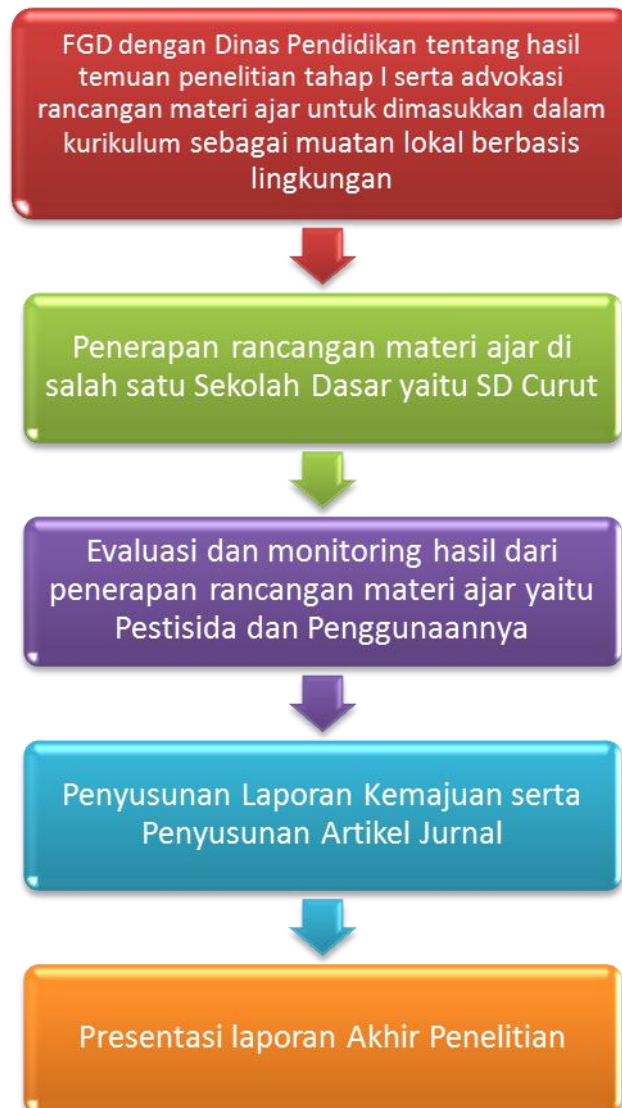 FGD dengan Dinas Pendidikan tentang hasil
temuan penelitian tahap I serta advokasi
rancangan materi ajar untuk dimasukkan dalam
kurikulum sebagai muatan lokal berbasis
lingkungan
Penerapan rancangan materi ajar di
salah satu Sekolah Dasar yaitu SD Curut
Evaluasi dan monitoring hasil dari
penerapan rancangan materi ajar yaitu
Pestisida dan Penggunaannya
Penyusunan Laporan Kemajuan serta
Penyusunan Artikel Jurnal
Presentasi laporan Akhir Penelitian